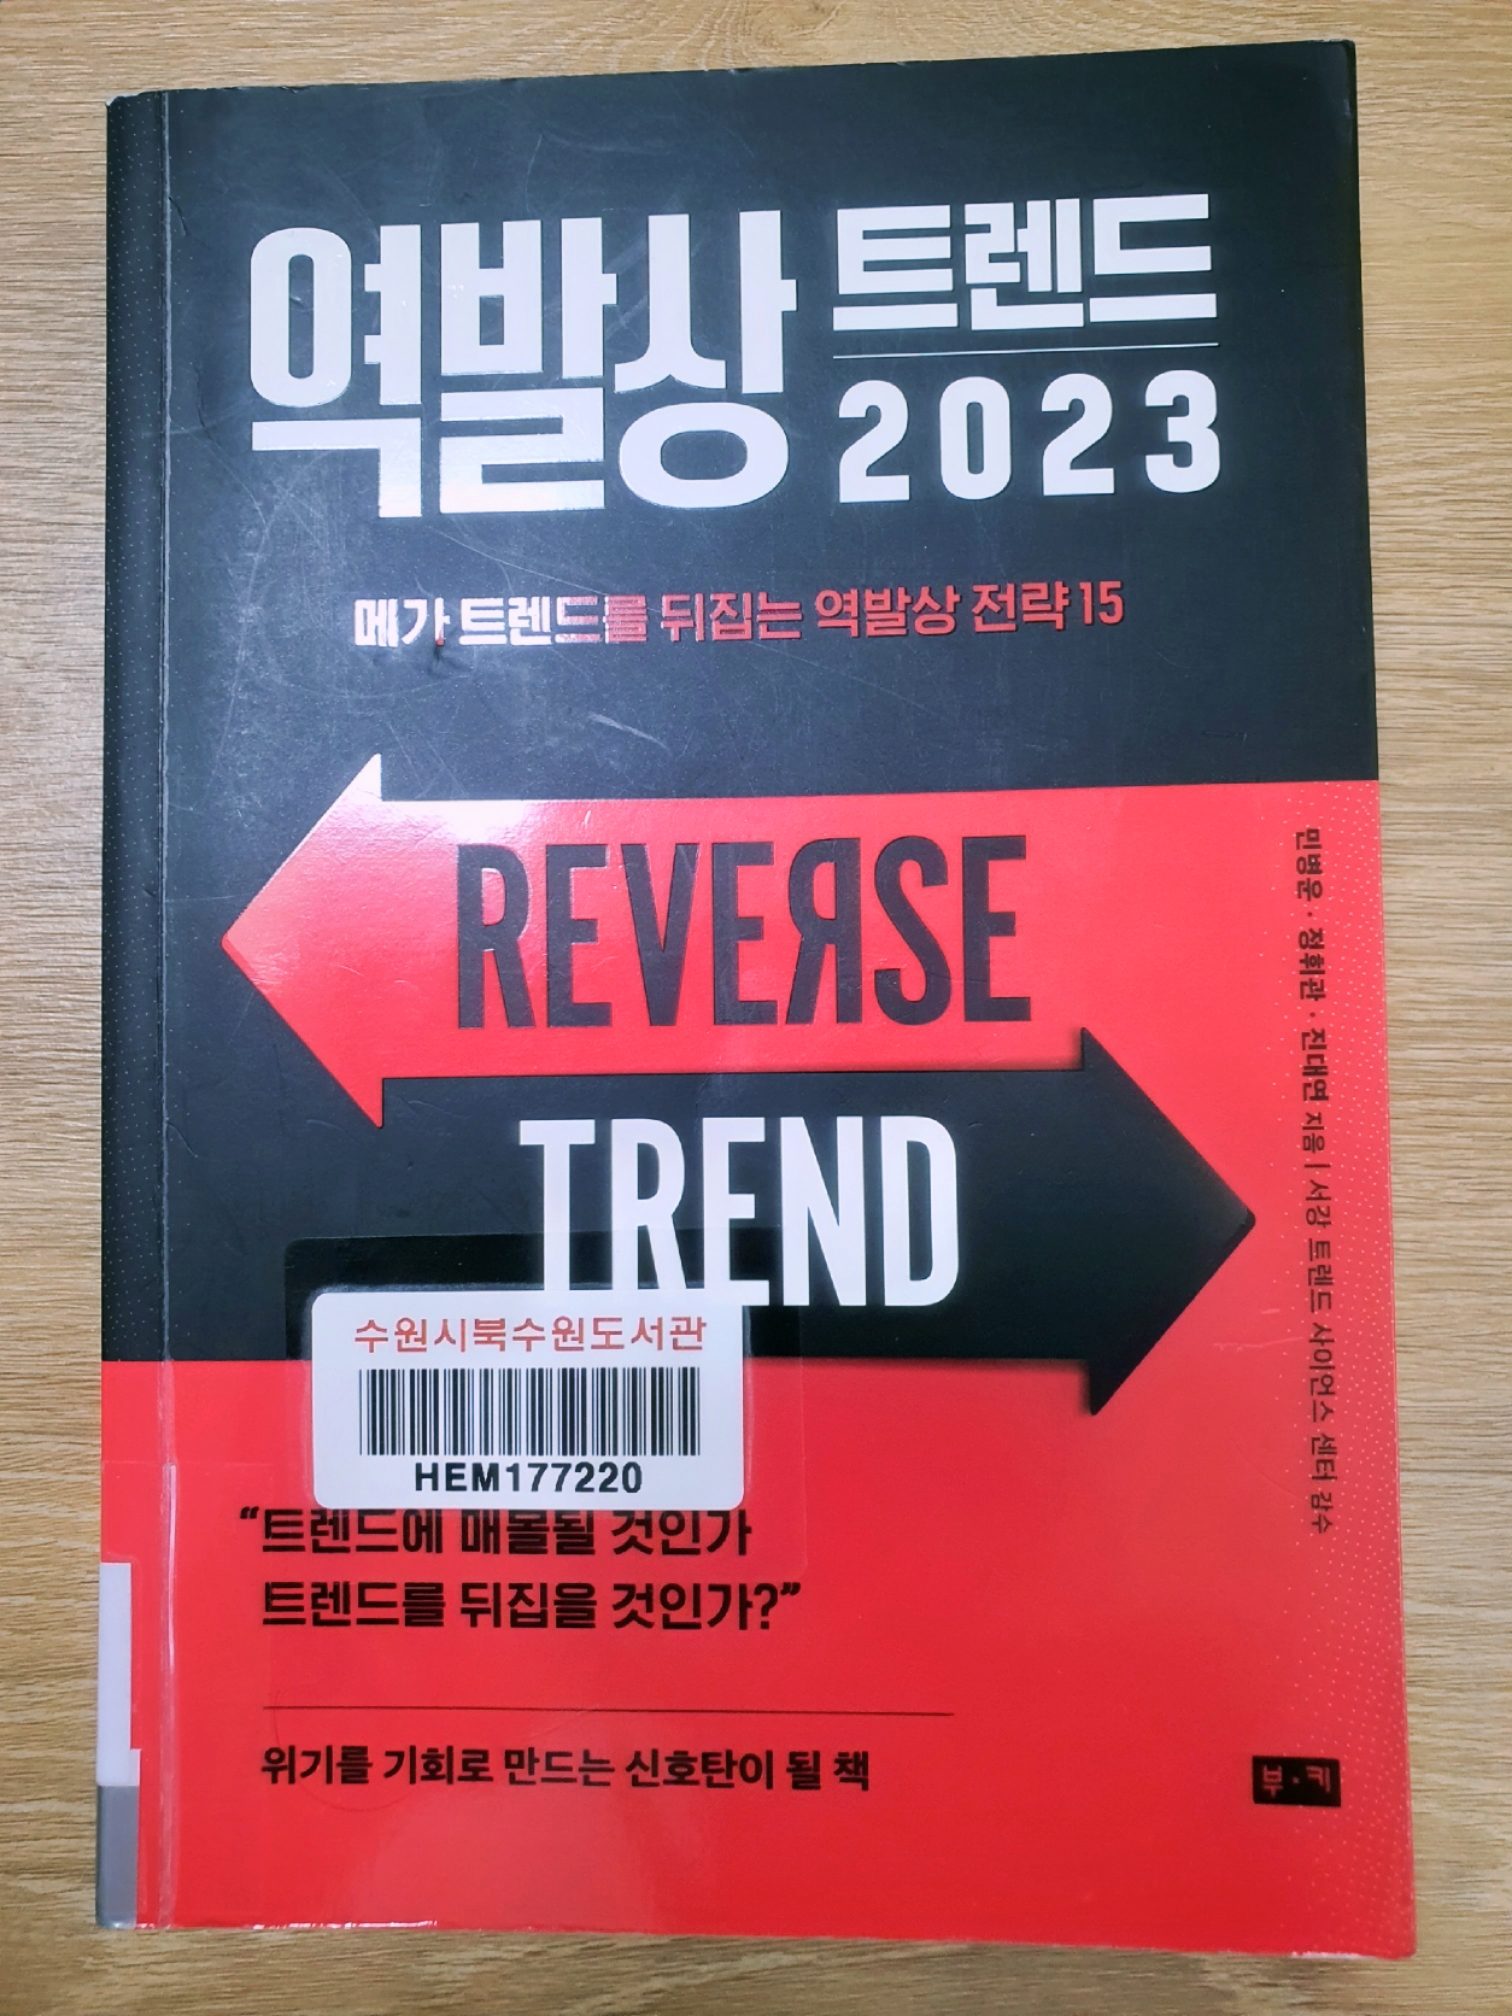 역발상 트렌드
2023
메가 트렌드를 뒤집는 역발상 전략 15
REVERSE
TREND
민병운 · 정휘관 · 진대연 지음 | 서강 트렌드 사이언스 센터 감수
수원시북수원도서관
HEM177220
“트렌드에 매몰될 것인가
트렌드를 뒤집을 것인가?”
위기를 기회로 만드는 신호탄이 될 책
부·키